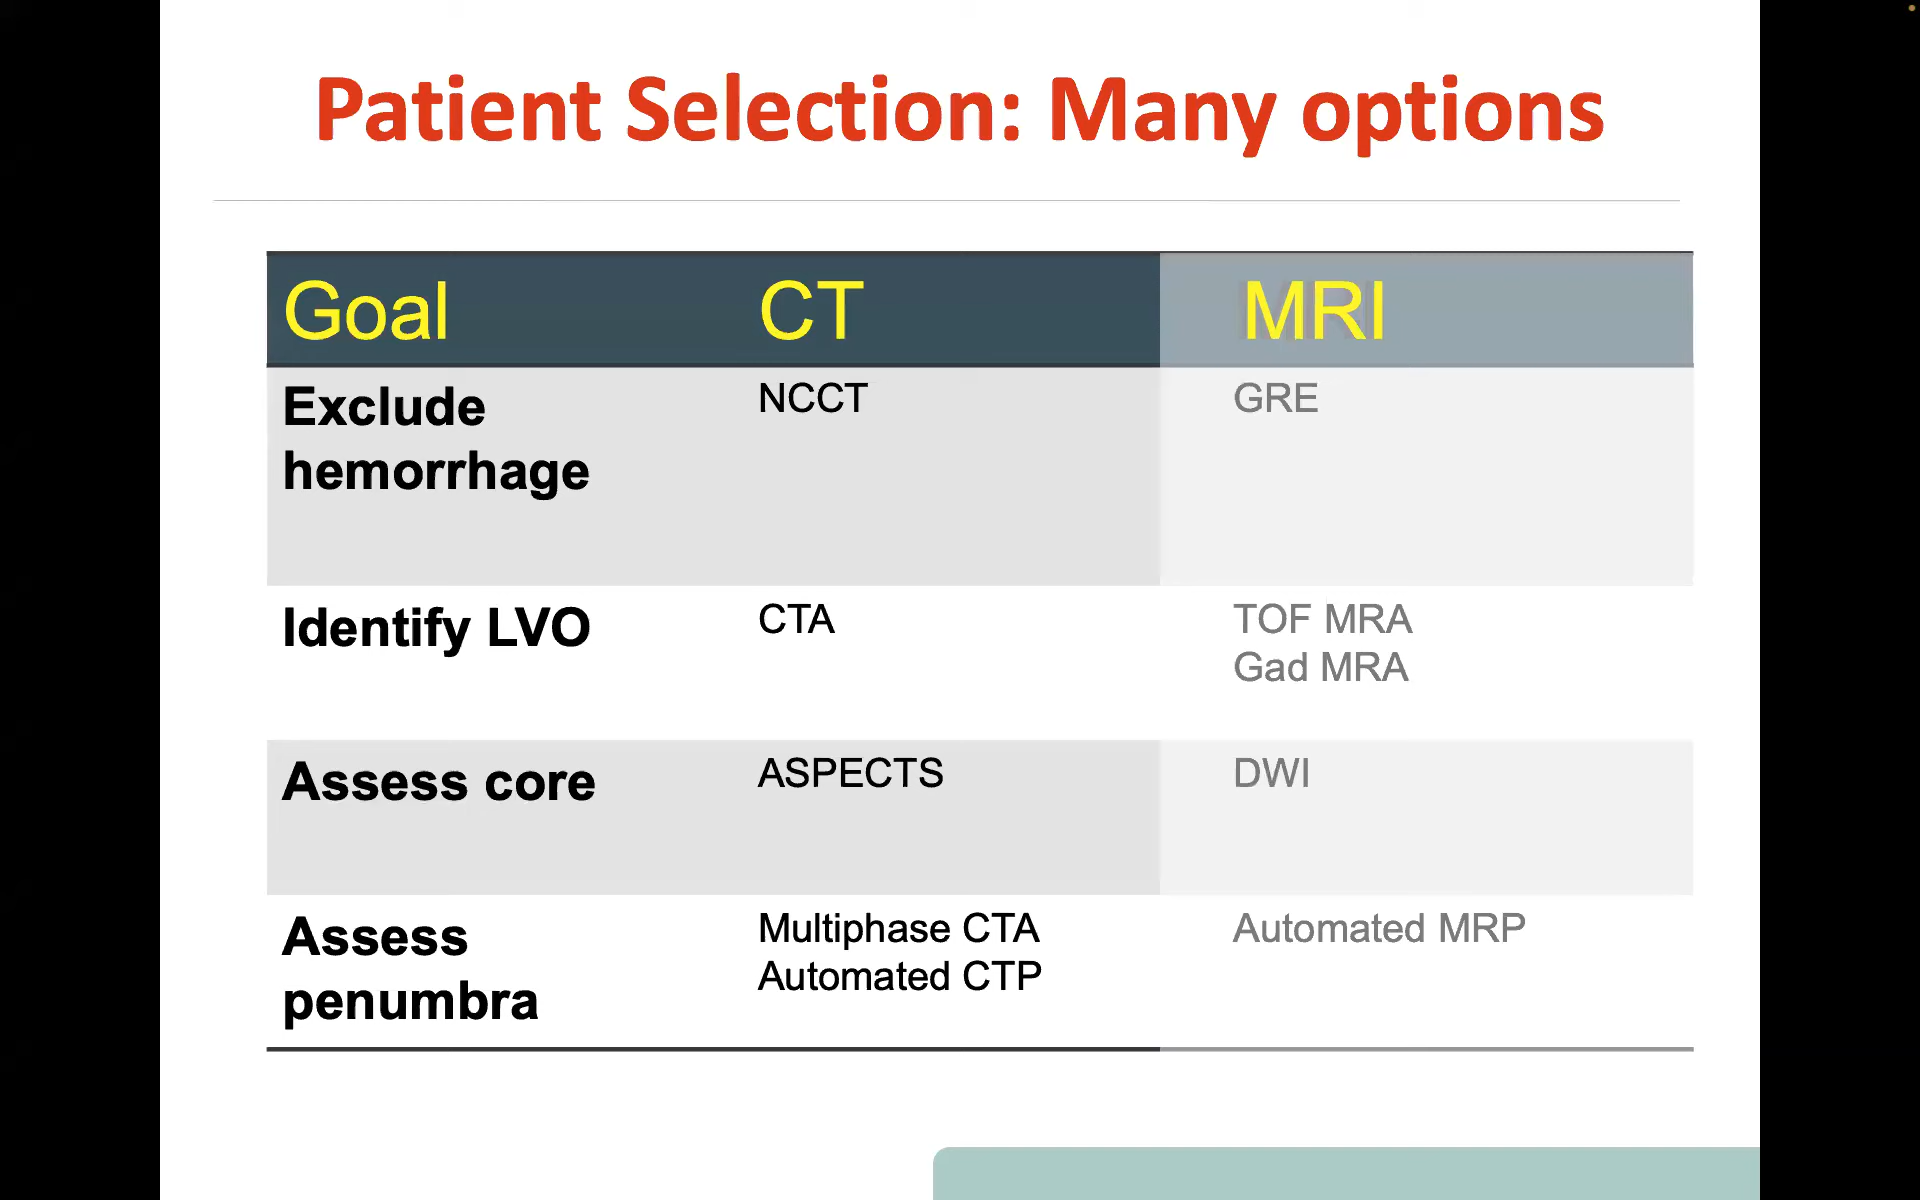 Patient Selection: Many options
Goal CT MRI
Exclude hemorrhage NCCT GRE
Identify LVO CTA TOF MRA
Gad MRA
Assess core ASPECTS DWI
Assess penumbra Multiphase CTA Automated MRP
Automated CTP